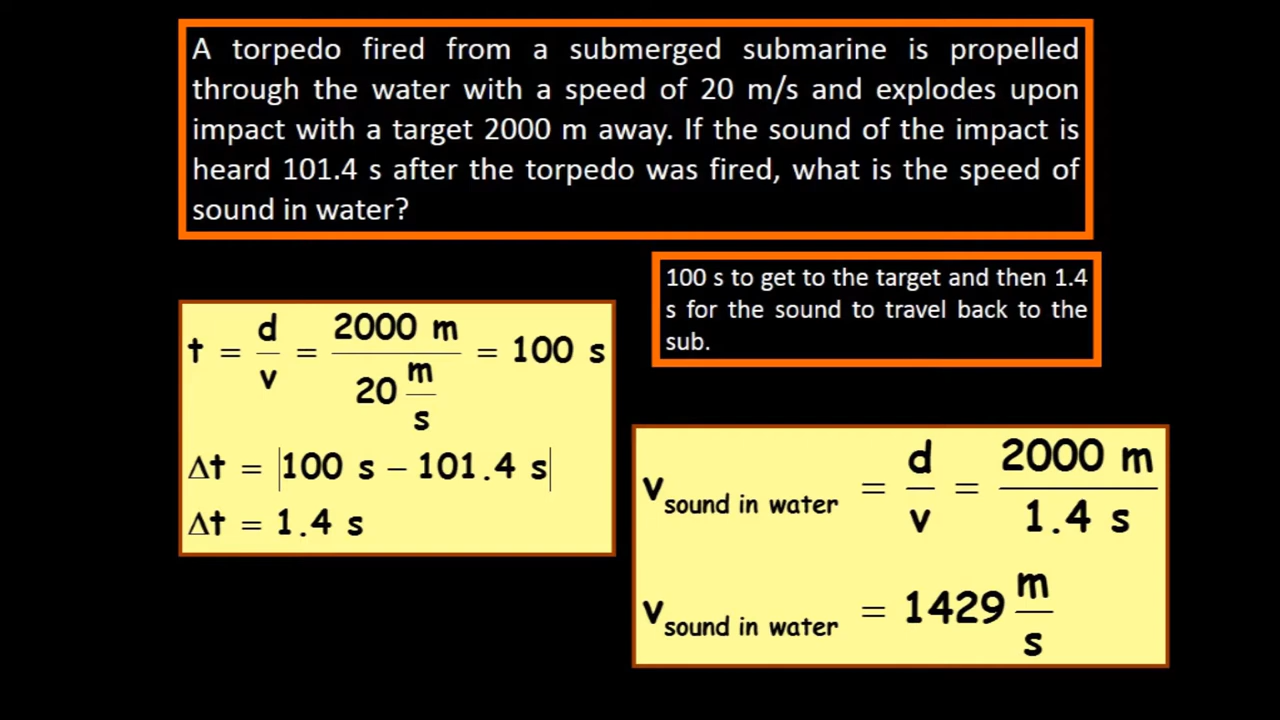 A torpedo fired from a submerged submarine is propelled
through the water with a speed of 20 m/s and explodes upon
impact with a target 2000 m away. If the sound of the impact is
heard 101.4 s after the torpedo was fired, what is the speed of
sound in water?
100 s to get to the target and then 1.4
s for the sound to travel back to the
sub.
t = d/v = 2000 m / 20 m/s = 100 s
Δt = |100 s − 101.4 s|
Δt = 1.4 s
v sound in water = d/v = 2000 m / 1.4 s
v sound in water = 1429 m/s